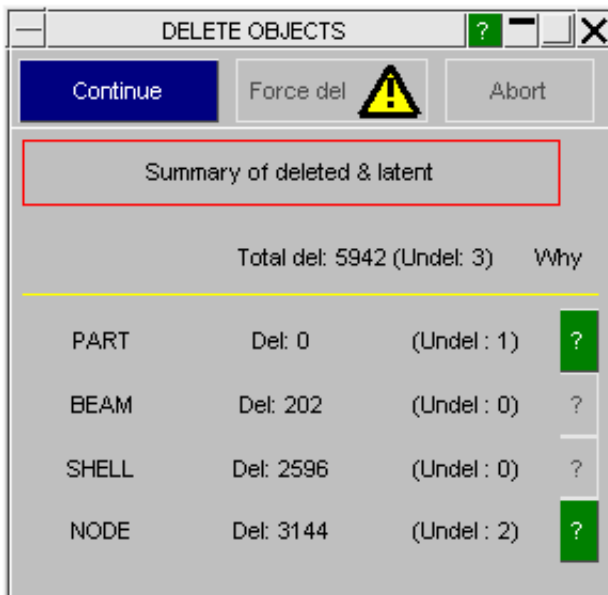 DELETE OBJECTS ?
Continue Force del Abort
Summary of deleted & latent
Total del: 5942 (Undel: 3) Why
PART Del: 0 (Undel : 1) ?
BEAM Del: 202 (Undel : 0) ?
SHELL Del: 2596 (Undel : 0) ?
NODE Del: 3144 (Undel : 2) ?